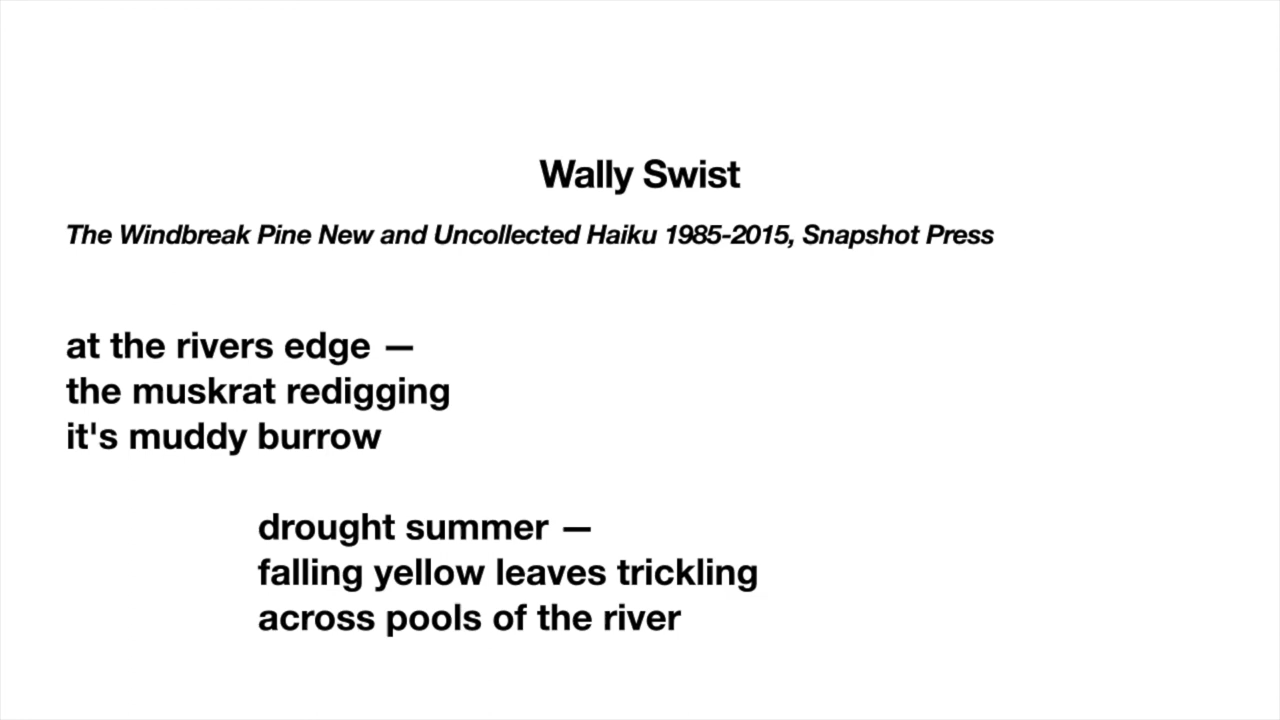 Wally Swist
The Windbreak Pine New and Uncollected Haiku 1985-2015, Snapshot Press
at the rivers edge —
the muskrat redigging
it's muddy burrow
drought summer —
falling yellow leaves trickling
across pools of the river